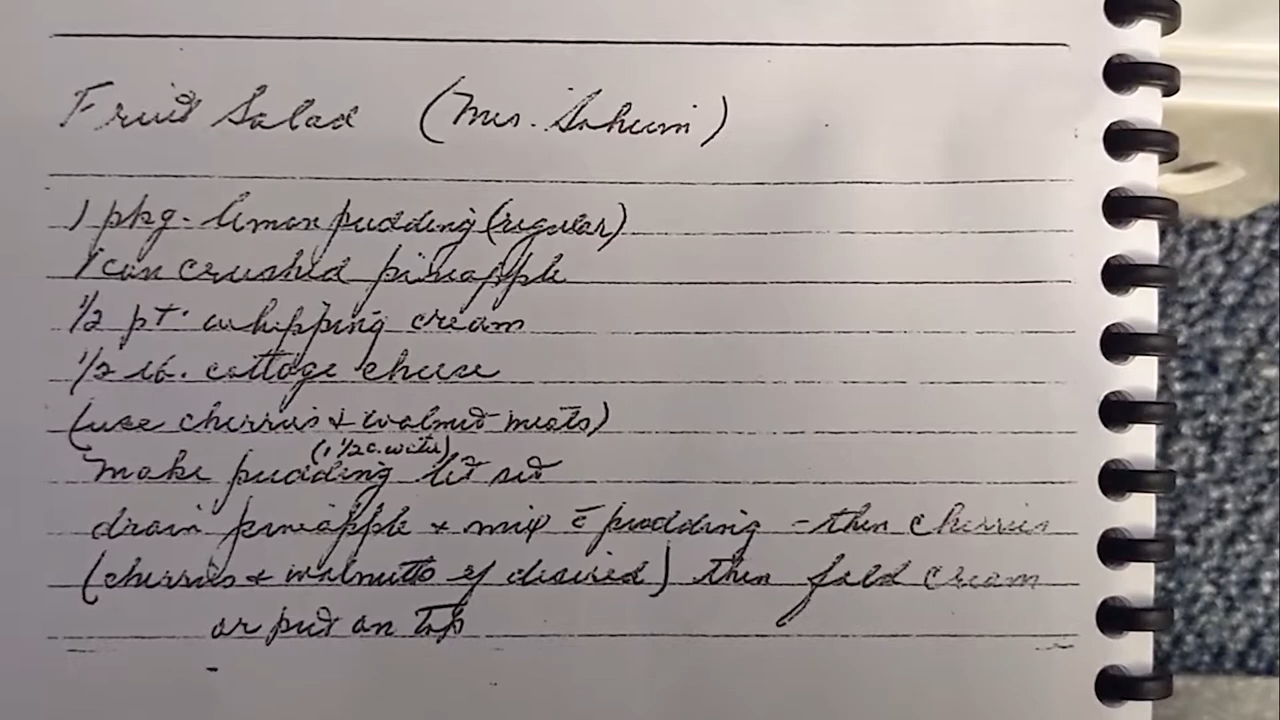 Fruit Salad (Mrs. Saheim)
1 pkg. lemon pudding (regular)
1 can crushed pineapple
1/2 pt. whipping cream
1/2 lb. cottage cheese
(use cherries & walnut meats)
(1 1/2 c. water)
Make pudding let set
drain pineapple & mix c̄ pudding - then cherries
(cherries & walnutts if desired) then fold cream
or put on top